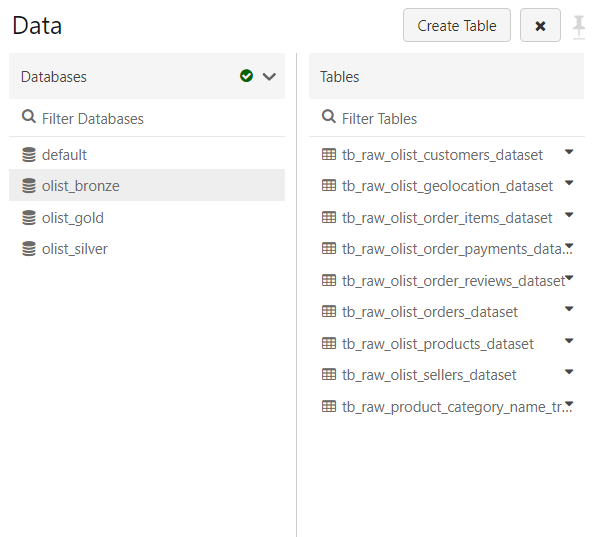 Data
Create Table
Databases
Filter Databases
default
olist_bronze
olist_gold
olist_silver
Tables
Filter Tables
tb_raw_olist_customers_dataset
tb_raw_olist_geolocation_dataset
tb_raw_olist_order_items_dataset
tb_raw_olist_order_payments_data...
tb_raw_olist_order_reviews_dataset
tb_raw_olist_orders_dataset
tb_raw_olist_products_dataset
tb_raw_olist_sellers_dataset
tb_raw_product_category_name_tr...